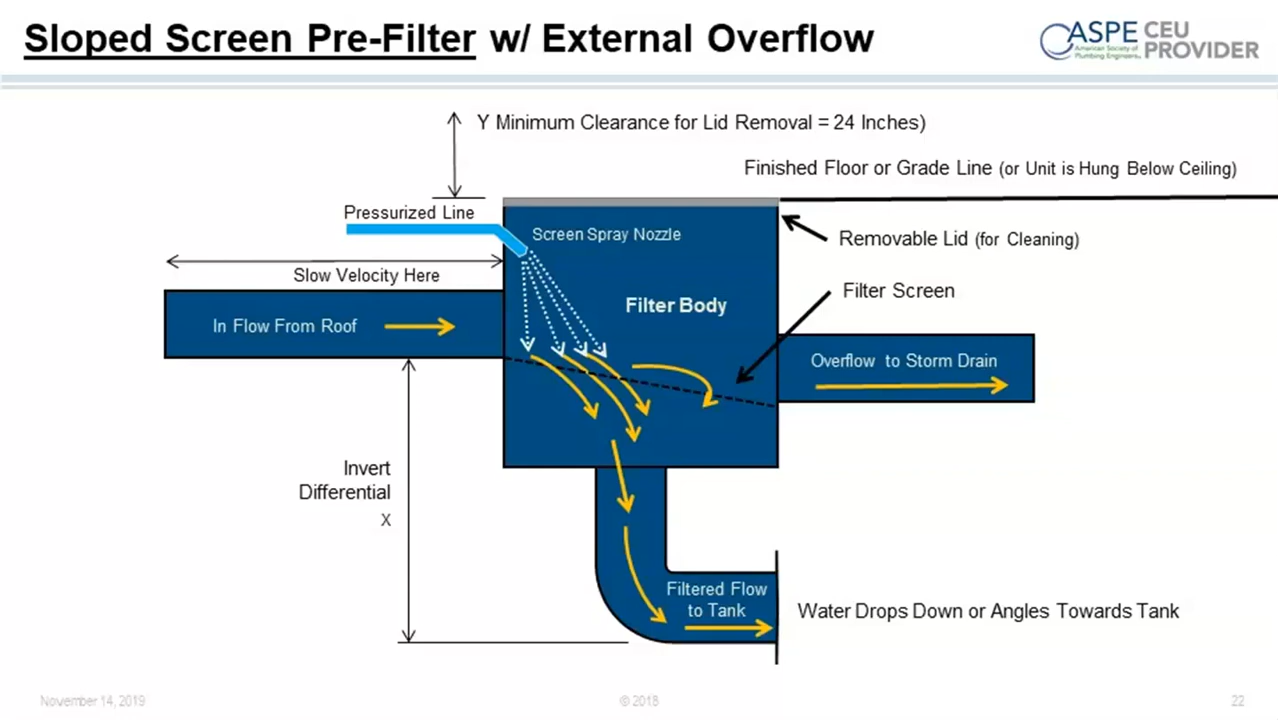 Sloped Screen Pre-Filter w/ External Overflow
ASPE CEU
American Society of
Plumbing Engineers
PROVIDER
Y Minimum Clearance for Lid Removal = 24 Inches)
Finished Floor or Grade Line (or Unit is Hung Below Ceiling)
Pressurized Line
Screen Spray Nozzle
Removable Lid (for Cleaning)
Slow Velocity Here
Filter Screen
Filter Body
In Flow From Roof
Overflow to Storm Drain
Invert
Differential
X
Filtered Flow
to Tank
Water Drops Down or Angles Towards Tank
November 14, 2019
© 2018
22